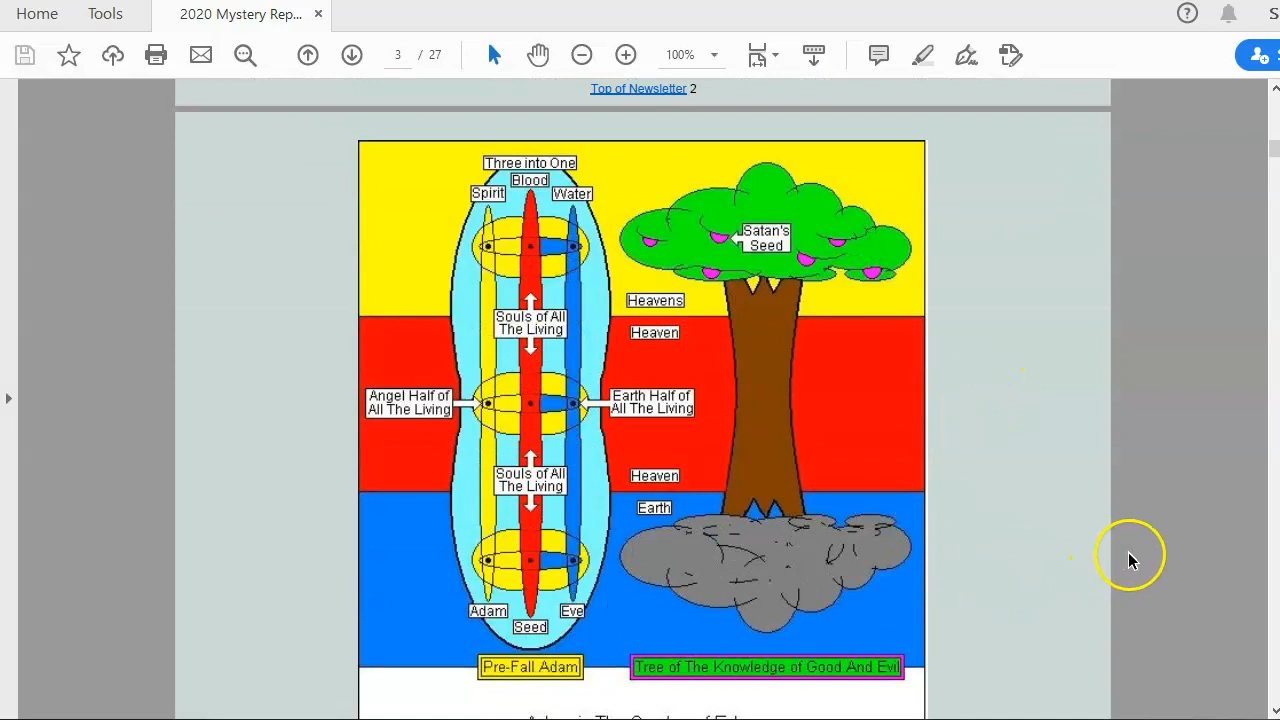 Home Tools 2020 Mystery Rep... × S
3 / 27 100%
Top of Newsletter 2
Three into One
Blood
Spirit Water
Satan's
Seed
Heavens
Souls of All
The Living
Heaven
Angel Half of
All The Living
Earth Half of
All The Living
Souls of All
The Living
Heaven
Earth
Adam Eve
Seed
Pre-Fall Adam Tree of The Knowledge of Good And Evil